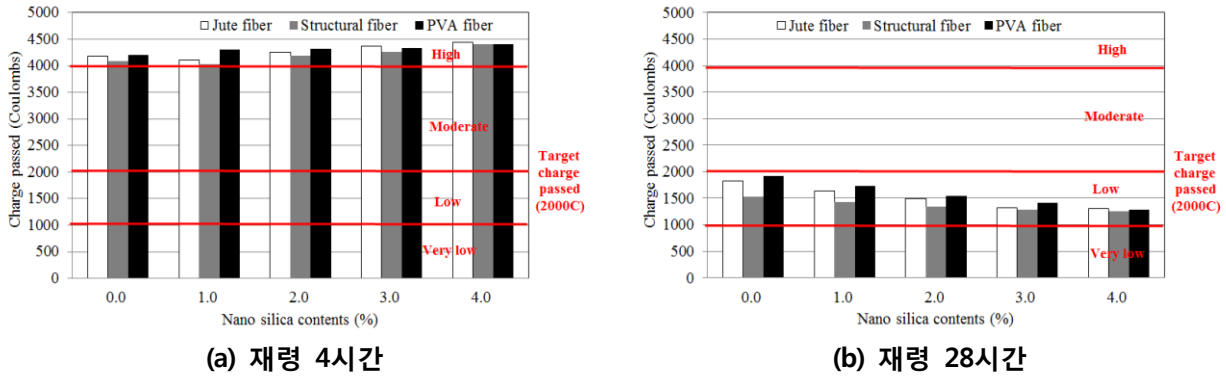 Jute fiber Structural fiber PVA fiber
5000
4500
4000
3500
3000
2500
2000
1500
1000
500
0
Charge passed (Coulombs)
High
Moderate
Low
Very low
Target
charge
passed
(2000C)
0.0 1.0 2.0 3.0 4.0
Nano silica contents (%)
(a) 재령 4시간
Jute fiber Structural fiber PVA fiber
5000
4500
4000
3500
3000
2500
2000
1500
1000
500
0
Charge passed (Coulombs)
High
Moderate
Low
Very low
Target
charge
passed
(2000C)
0.0 1.0 2.0 3.0 4.0
Nano silica contents (%)
(b) 재령 28시간